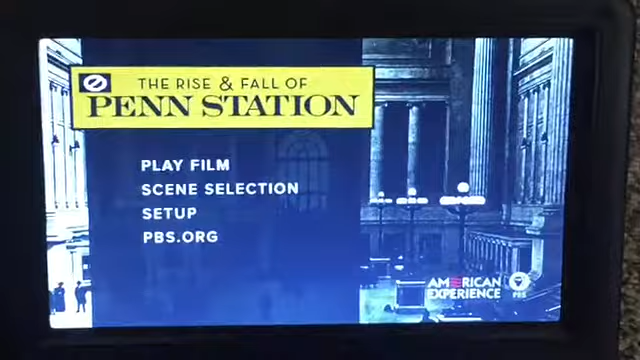 THE RISE & FALL OF
PENN STATION
PLAY FILM
SCENE SELECTION
SETUP
PBS.ORG
AMERICAN
EXPERIENCE
PBS